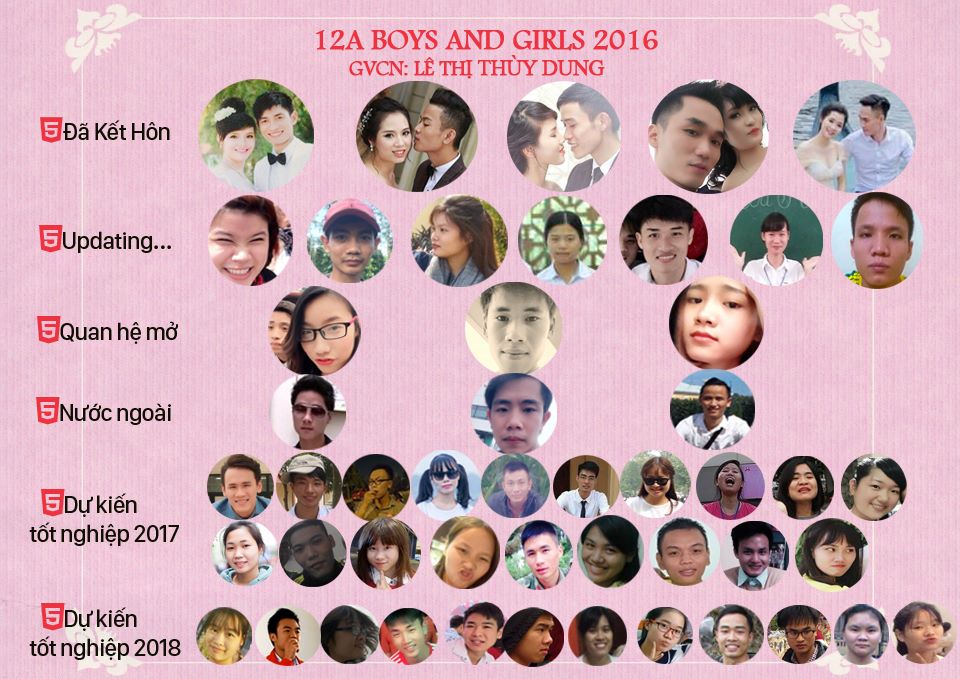 12A BOYS AND GIRLS 2016
GVCN: LÊ THỊ THÙY DUNG
5 Đã Kết Hôn
5 Updating...
5 Quan hệ mở
5 Nước ngoài
5 Dự kiến
tốt nghiệp 2017
5 Dự kiến
tốt nghiệp 2018